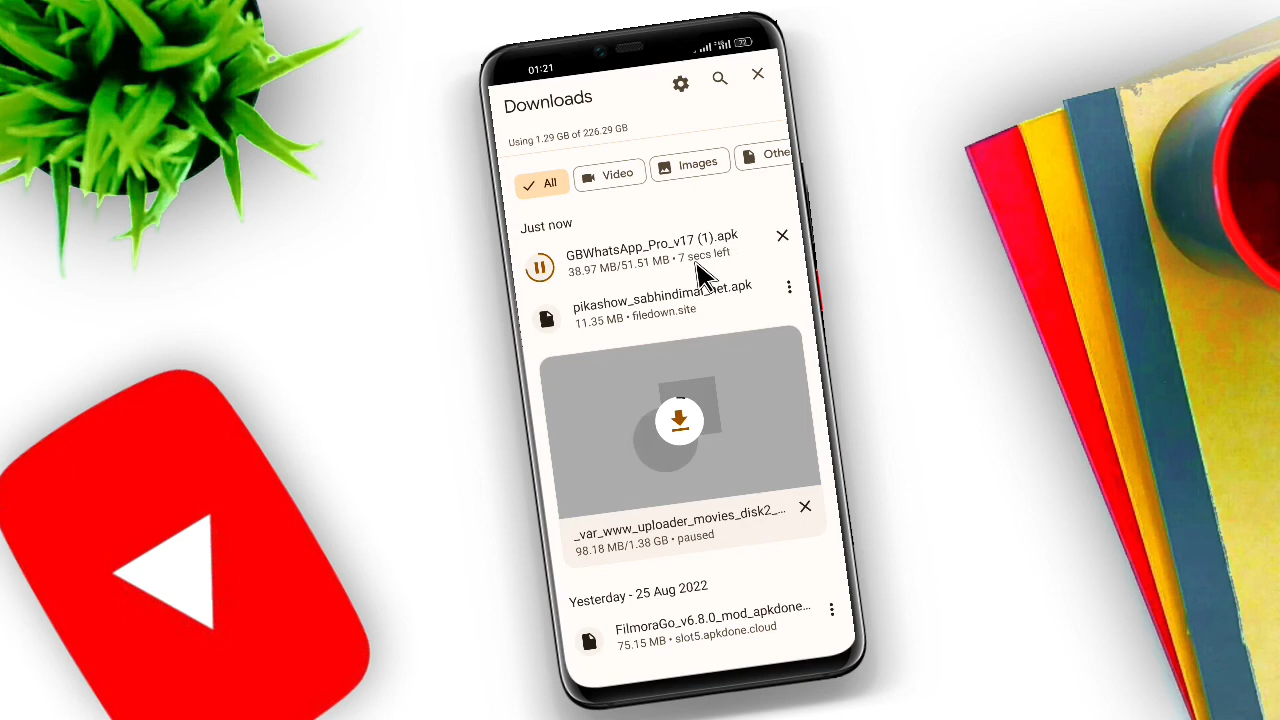 01:21
72
Downloads
Using 1.29 GB of 226.29 GB
All
Video
Images
Othe
Just now
GBWhatsApp_Pro_v17 (1).apk
38.97 MB/51.51 MB • 7 secs left
11.35 MB • filedown.site
_var_www_uploader_movies_disk2_...
98.18 MB/1.38 GB • paused
Yesterday - 25 Aug 2022
FilmoraGo_v6.8.0_mod_apkdone...
75.15 MB • slot5.apkdone.cloud